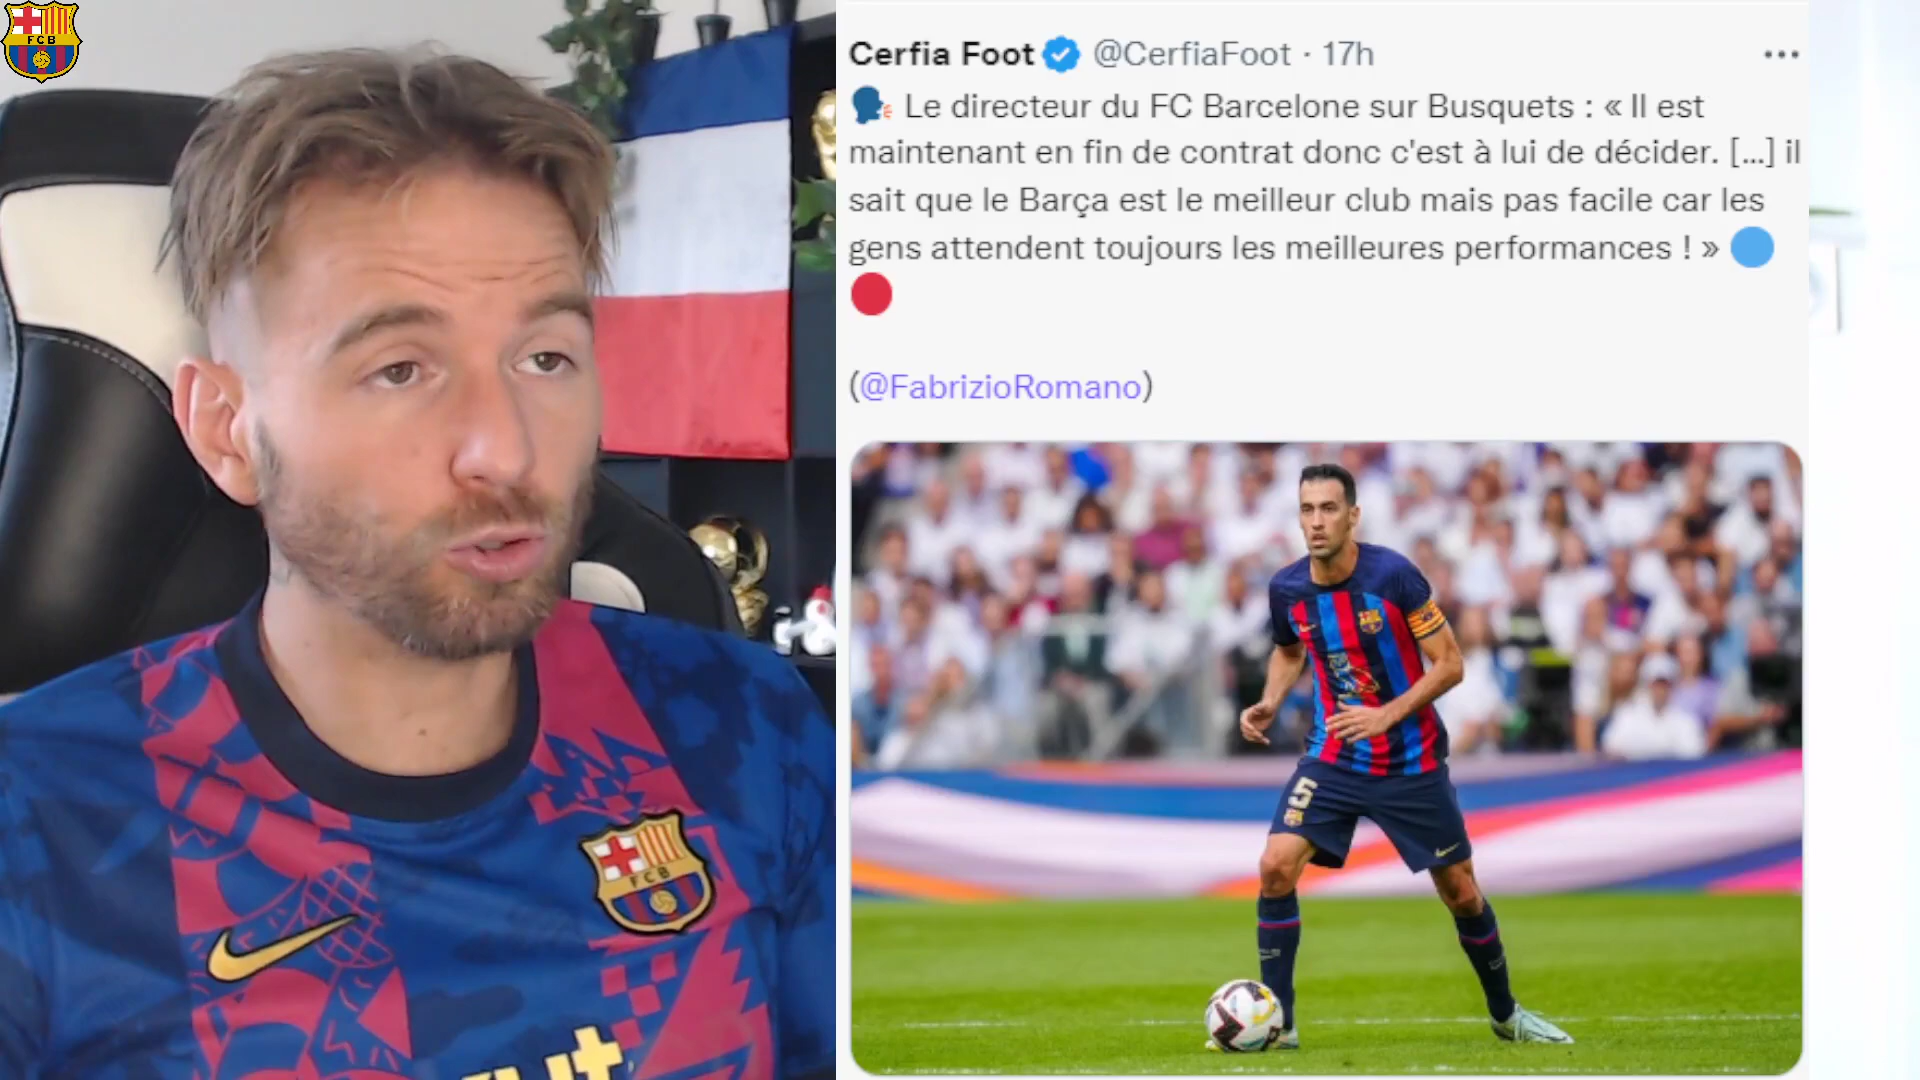 FCB
Cerfia Foot @CerfiaFoot · 17h
Le directeur du FC Barcelone sur Busquets : « Il est
maintenant en fin de contrat donc c'est à lui de décider. [...] il
sait que le Barça est le meilleur club mais pas facile car les
gens attendent toujours les meilleures performances ! »
(@FabrizioRomano)
5
FCB